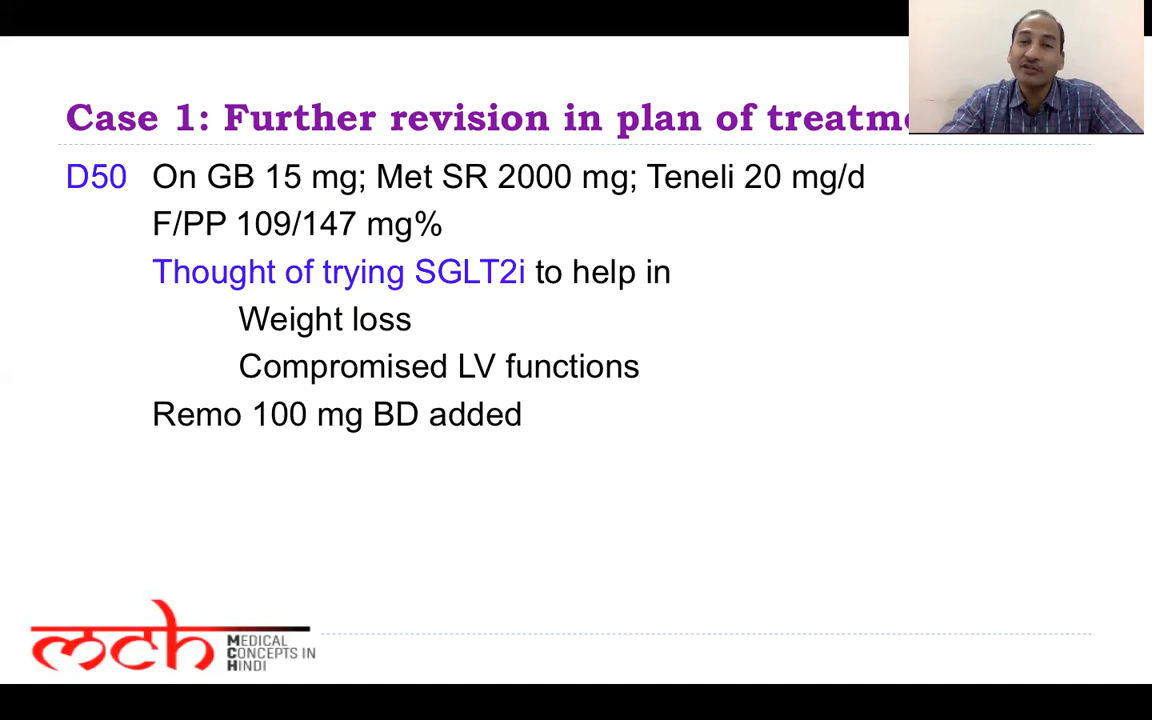 Case 1: Further revision in plan of
D50 On GB 15 mg; Met SR 2000 mg; Teneli 20 mg/d
F/PP 109/147 mg%
Thought of trying SGLT2i to help in
Weight loss
Compromised LV functions
Remo 100 mg BD added
mch
MEDICAL
CONCEPTS IN
HINDI